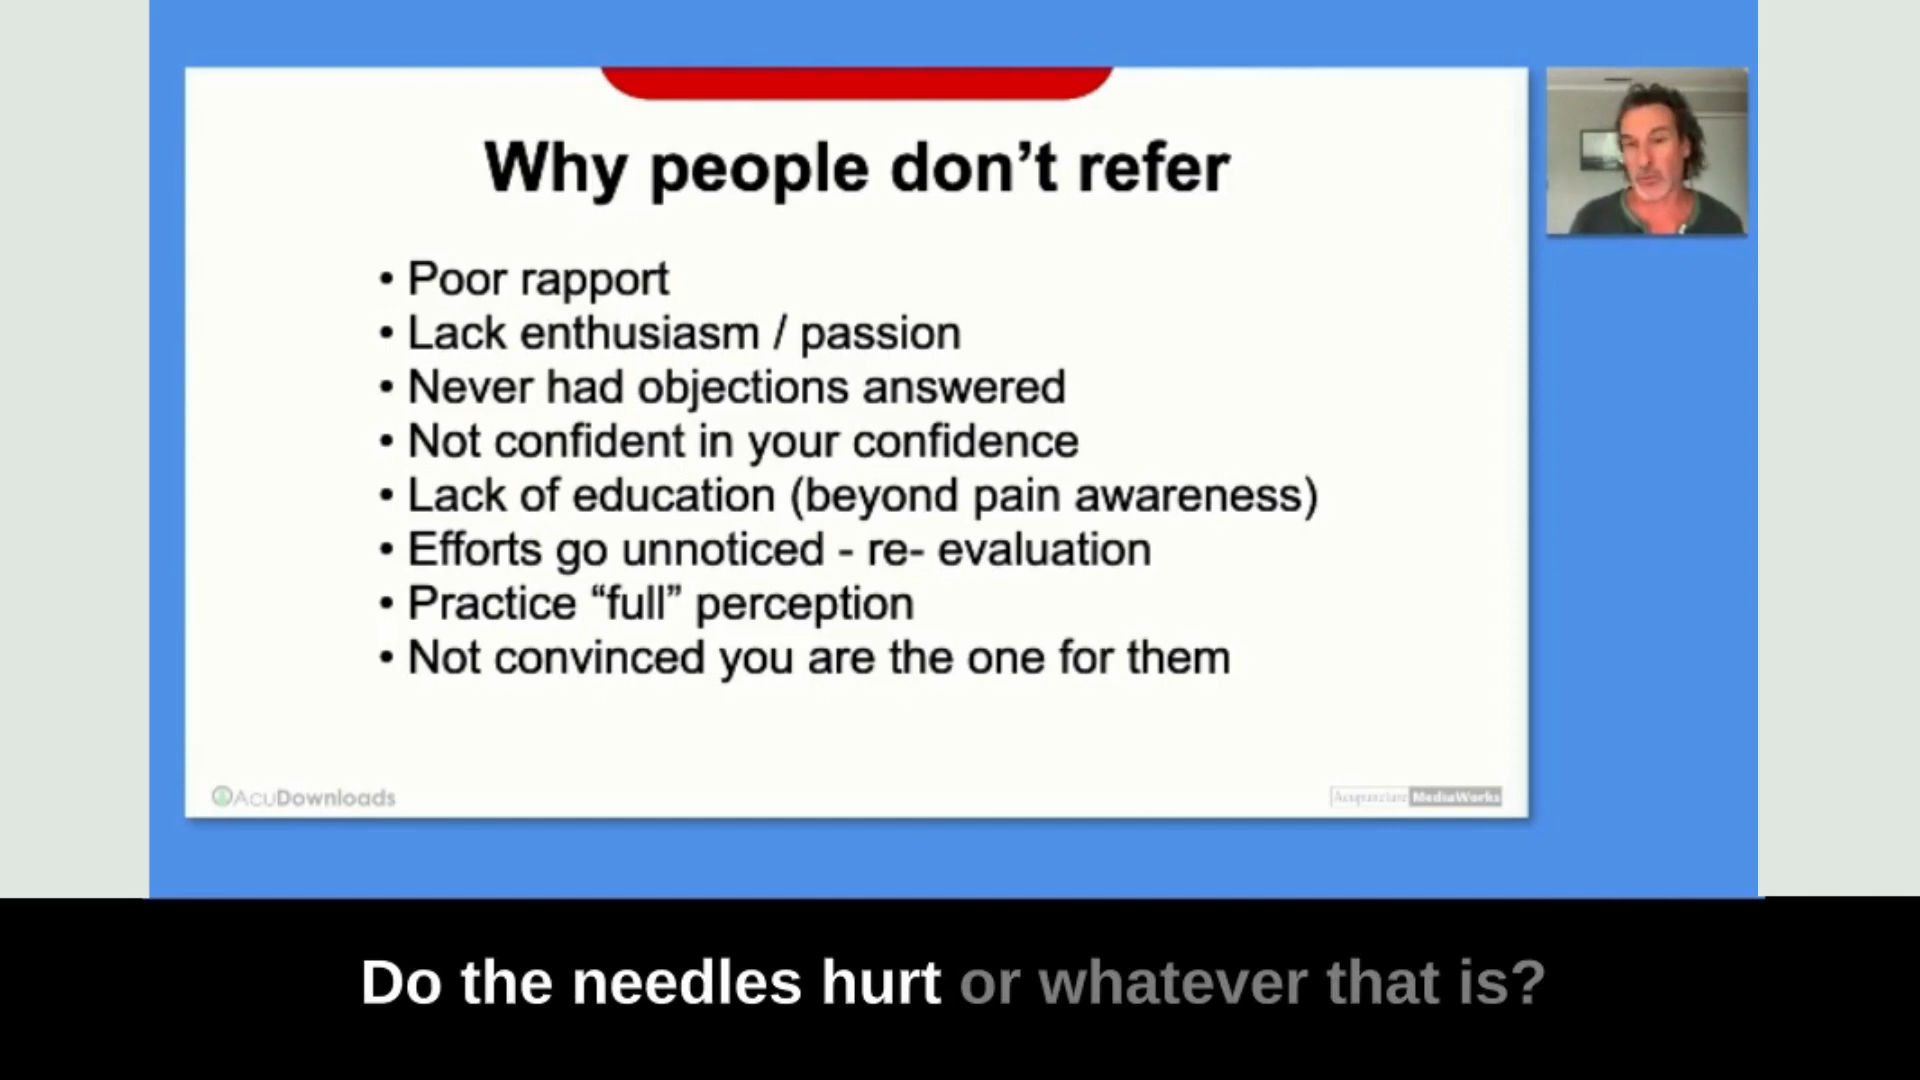 Why people don’t refer
• Poor rapport
• Lack enthusiasm / passion
• Never had objections answered
• Not confident in your confidence
• Lack of education (beyond pain awareness)
• Efforts go unnoticed - re- evaluation
• Practice “full” perception
• Not convinced you are the one for them
AcuDownloads
Acupuncture MediaWorks
Do the needles hurt or whatever that is?